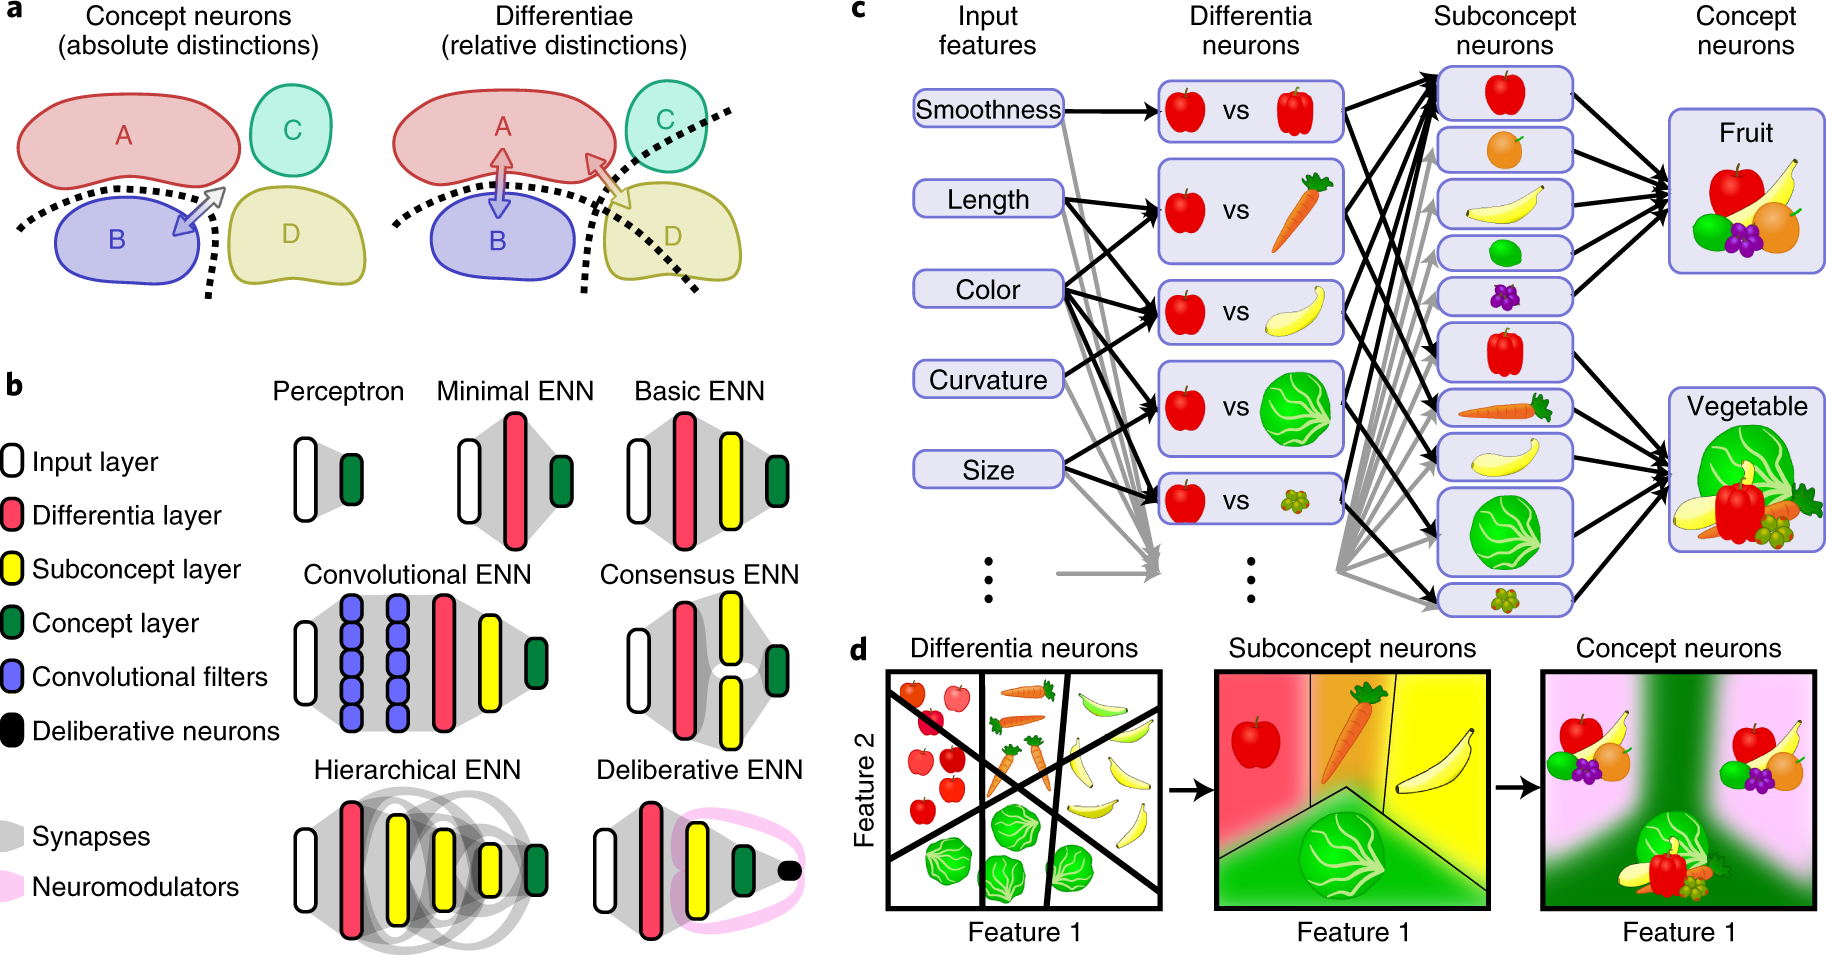 a
Concept neurons
(absolute distinctions)
A
B
C
D
Differentiae
(relative distinctions)
A
B
C
D
b
Input layer
Differentia layer
Subconcept layer
Concept layer
Convolutional filters
Deliberative neurons
Synapses
Neuromodulators
Perceptron
Minimal ENN
Basic ENN
Convolutional ENN
Consensus ENN
Hierarchical ENN
Deliberative ENN
c
Input
features
Differentia
neurons
Subconcept
neurons
Concept
neurons
Smoothness
Length
Color
Curvature
Size
vs
vs
vs
vs
vs
Fruit
Vegetable
d
Differentia neurons
Subconcept neurons
Concept neurons
Feature 2
Feature 1
Feature 1
Feature 1